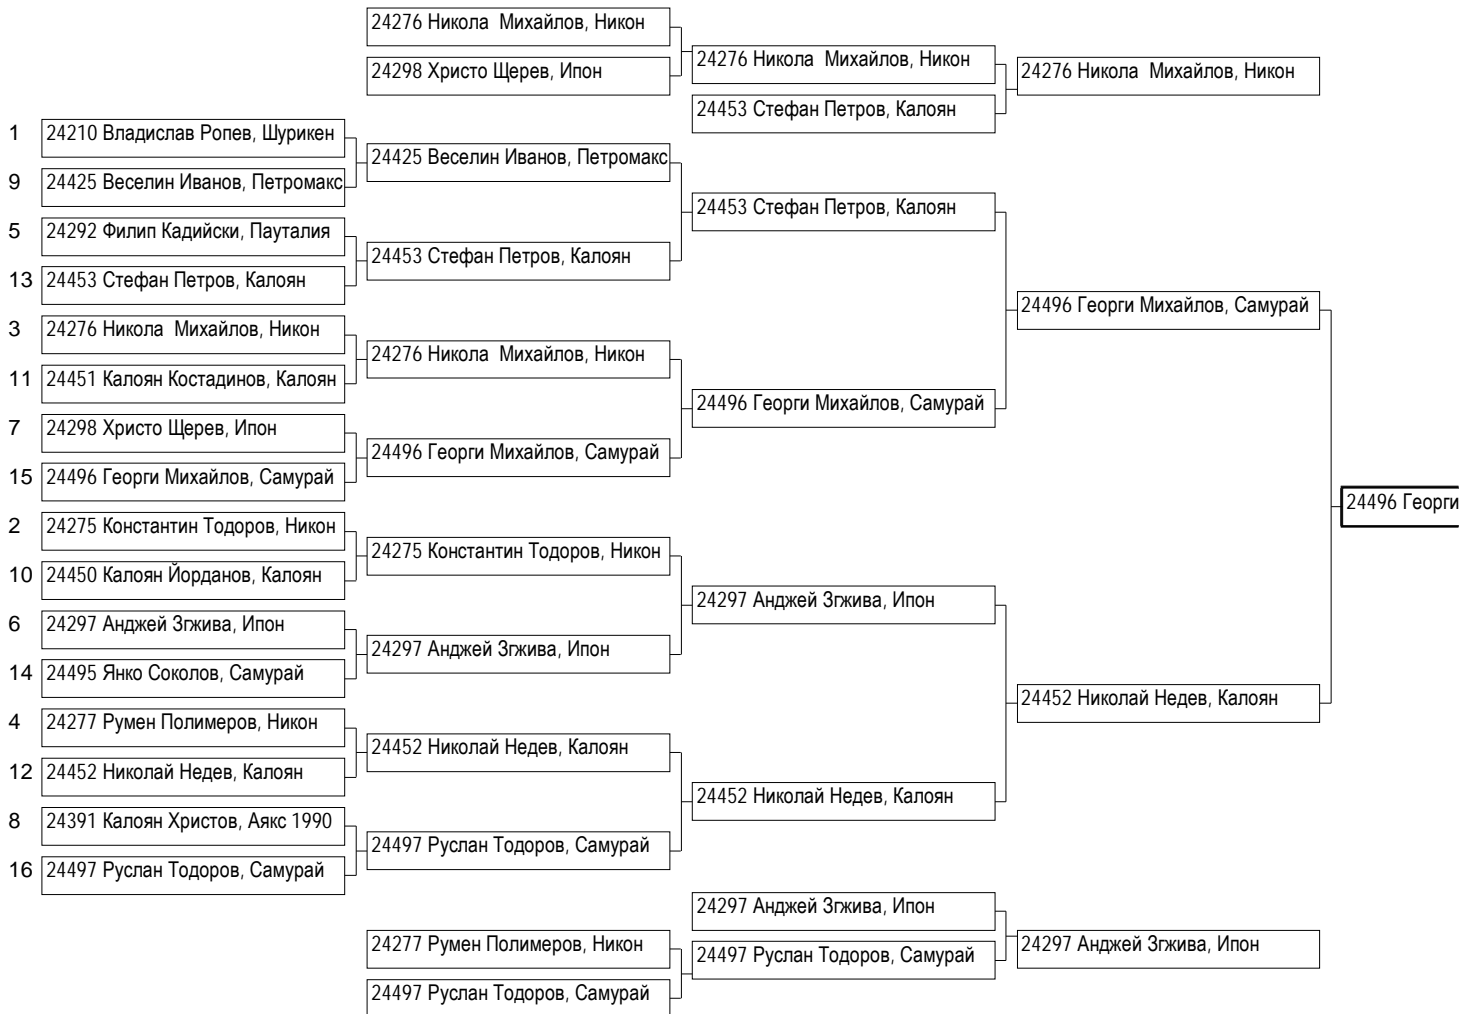 24276 Никола  Михайлов, Никон
24298 Христо Щерев, Ипон
24276 Никола  Михайлов, Никон
24453 Стефан Петров, Калоян
24276 Никола  Михайлов, Никон
1 24210 Владислав Ропев, Шурикен
9 24425 Веселин Иванов, Петромакс
5 24292 Филип Кадийски, Пауталия
13 24453 Стефан Петров, Калоян
3 24276 Никола  Михайлов, Никон
11 24451 Калоян Костадинов, Калоян
7 24298 Христо Щерев, Ипон
15 24496 Георги Михайлов, Самурай
2 24275 Константин Тодоров, Никон
10 24450 Калоян Йорданов, Калоян
6 24297 Анджей Згжива, Ипон
14 24495 Янко Соколов, Самурай
4 24277 Румен Полимеров, Никон
12 24452 Николай Недев, Калоян
8 24391 Калоян Христов, Аякс 1990
16 24497 Руслан Тодоров, Самурай
24425 Веселин Иванов, Петромакс
24453 Стефан Петров, Калоян
24276 Никола  Михайлов, Никон
24496 Георги Михайлов, Самурай
24275 Константин Тодоров, Никон
24297 Анджей Згжива, Ипон
24452 Николай Недев, Калоян
24497 Руслан Тодоров, Самурай
24453 Стефан Петров, Калоян
24496 Георги Михайлов, Самурай
24297 Анджей Згжива, Ипон
24452 Николай Недев, Калоян
24496 Георги Михайлов, Самурай
24452 Николай Недев, Калоян
24496 Георги
24277 Румен Полимеров, Никон
24497 Руслан Тодоров, Самурай
24297 Анджей Згжива, Ипон
24497 Руслан Тодоров, Самурай
24297 Анджей Згжива, Ипон